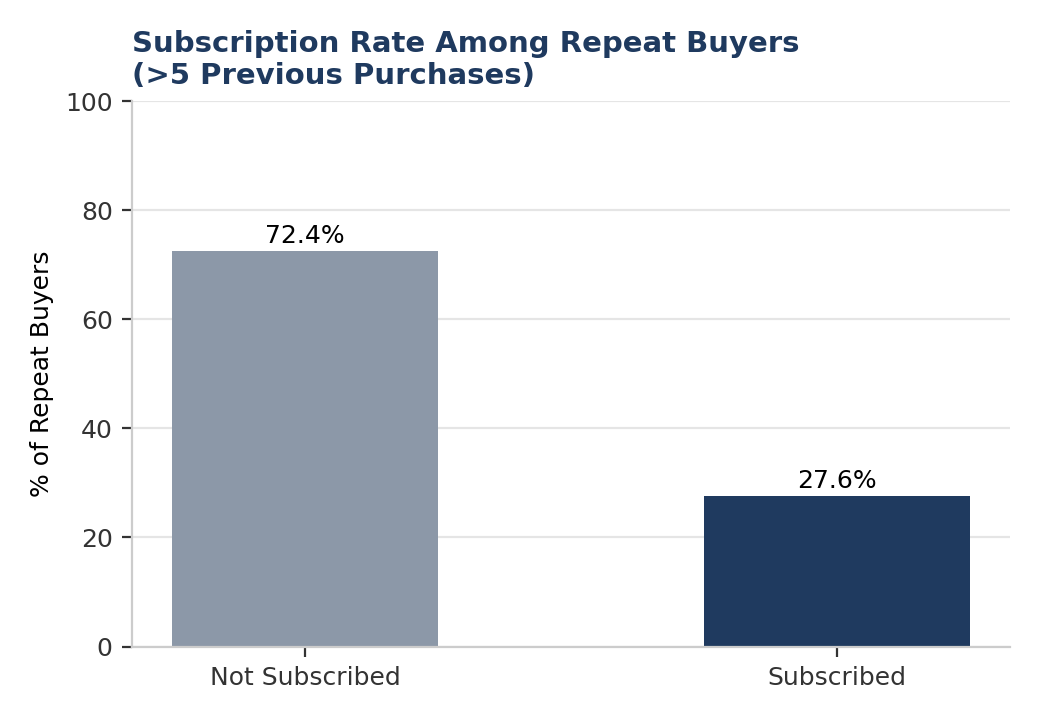 Subscription Rate Among Repeat Buyers
(>5 Previous Purchases)
% of Repeat Buyers
100
80
60
40
20
0
72.4%
27.6%
Not Subscribed
Subscribed